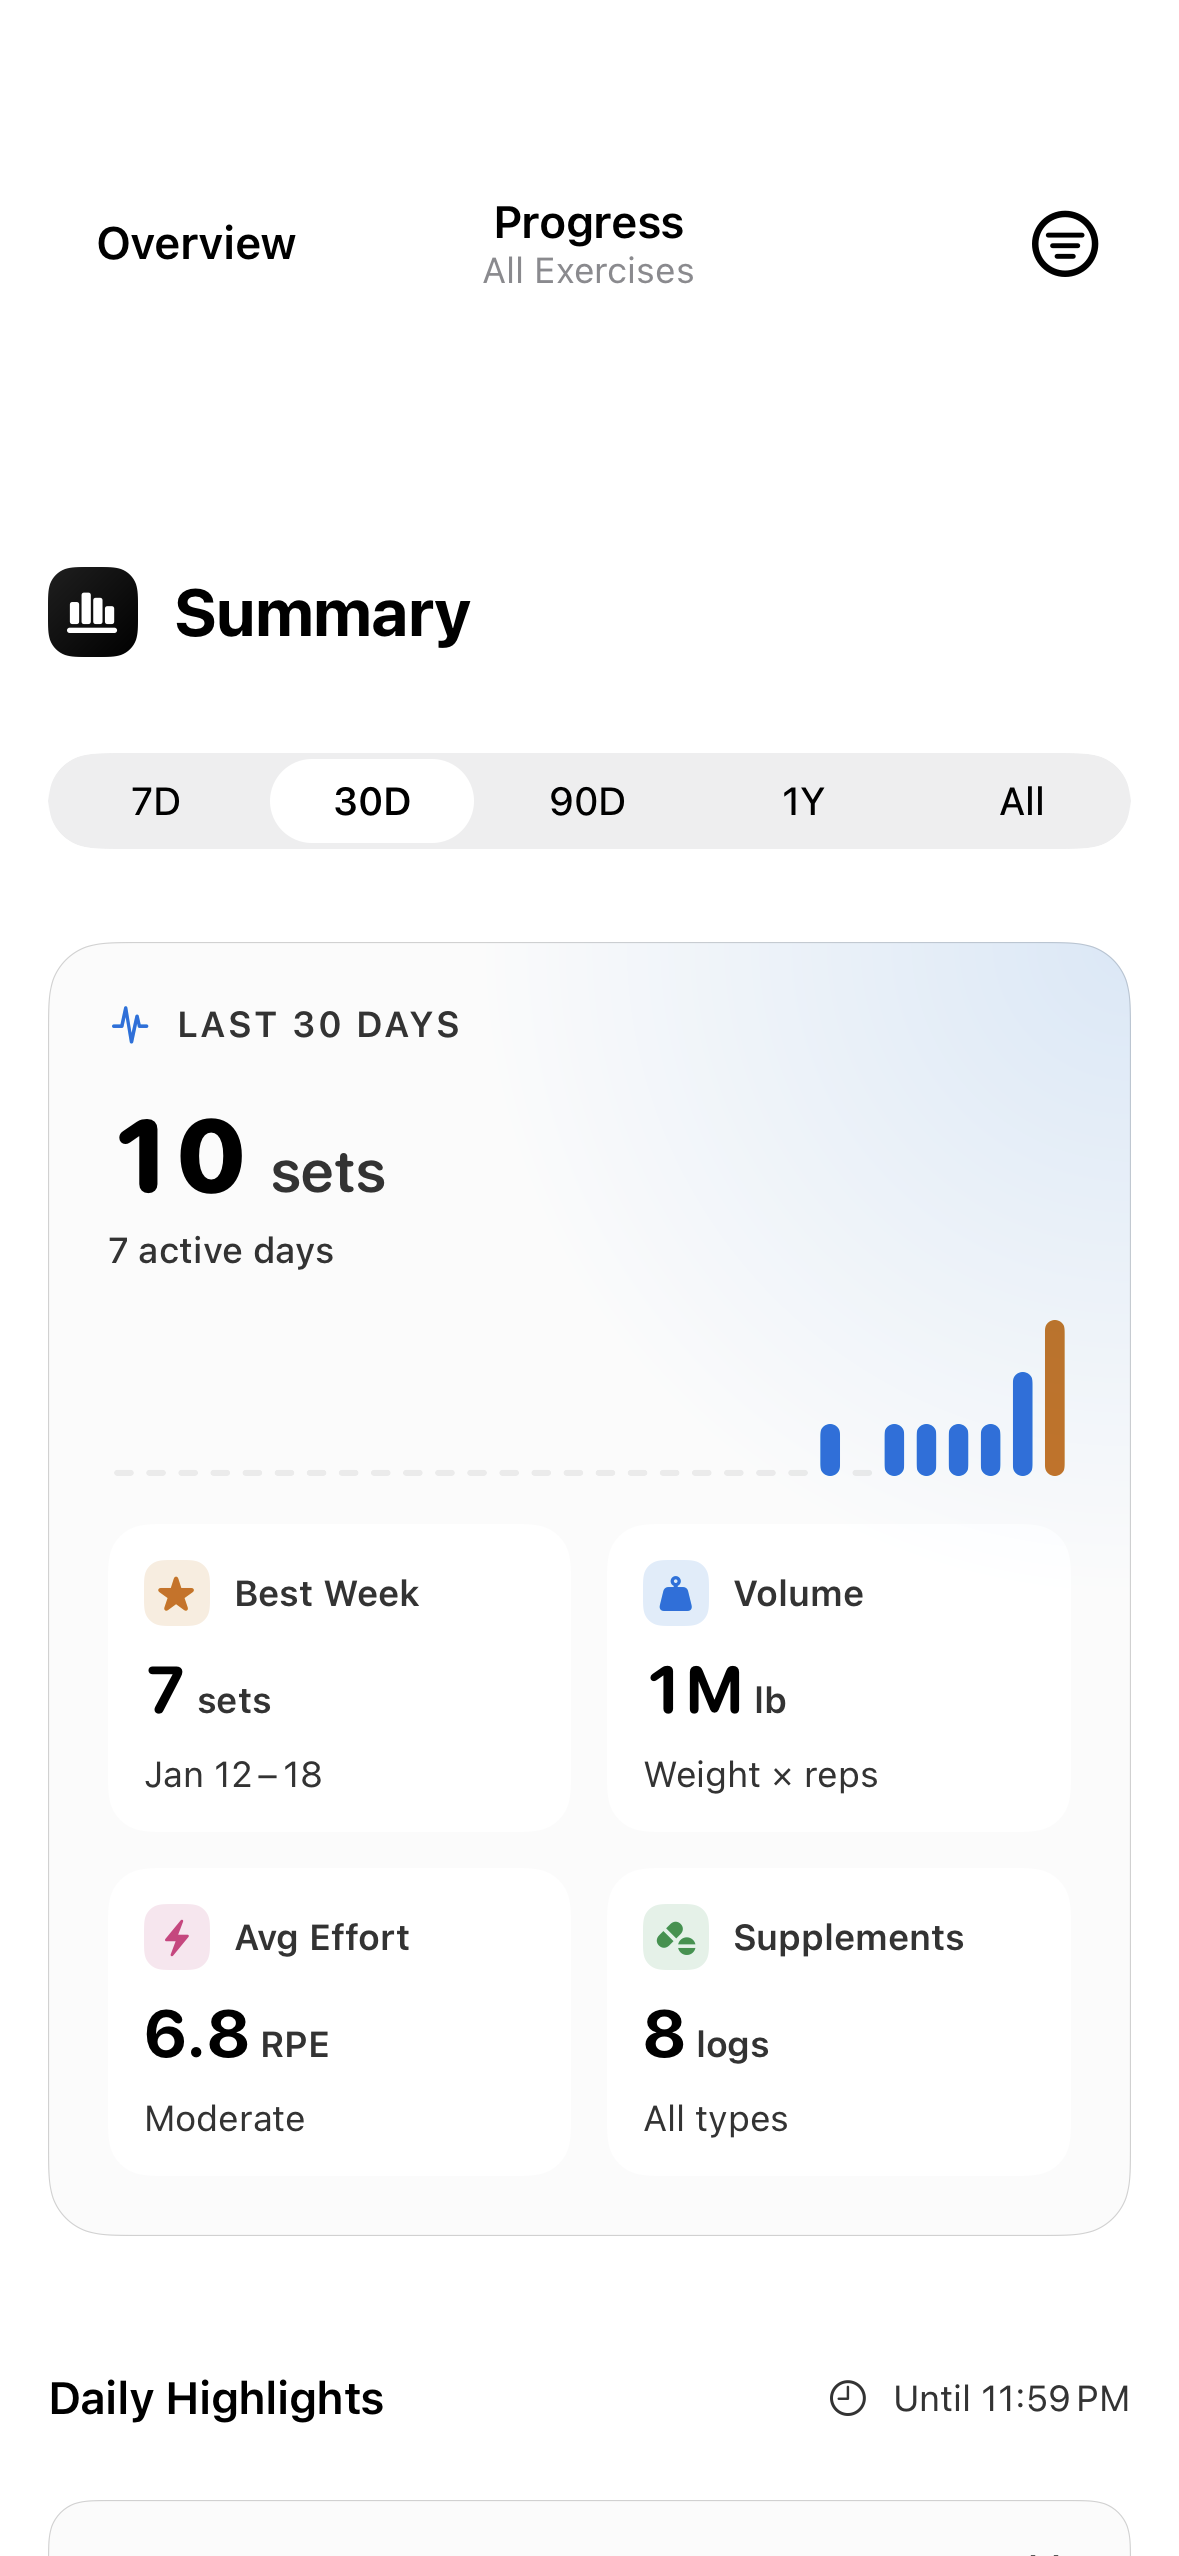 Overview
Progress
All Exercises
Summary
7D 30D 90D 1Y All
LAST 30 DAYS
10 sets
7 active days
Best Week
7 sets
Jan 12 – 18
Volume
1M lb
Weight × reps
Avg Effort
6.8 RPE
Moderate
Supplements
8 logs
All types
Daily Highlights
Until 11:59 PM